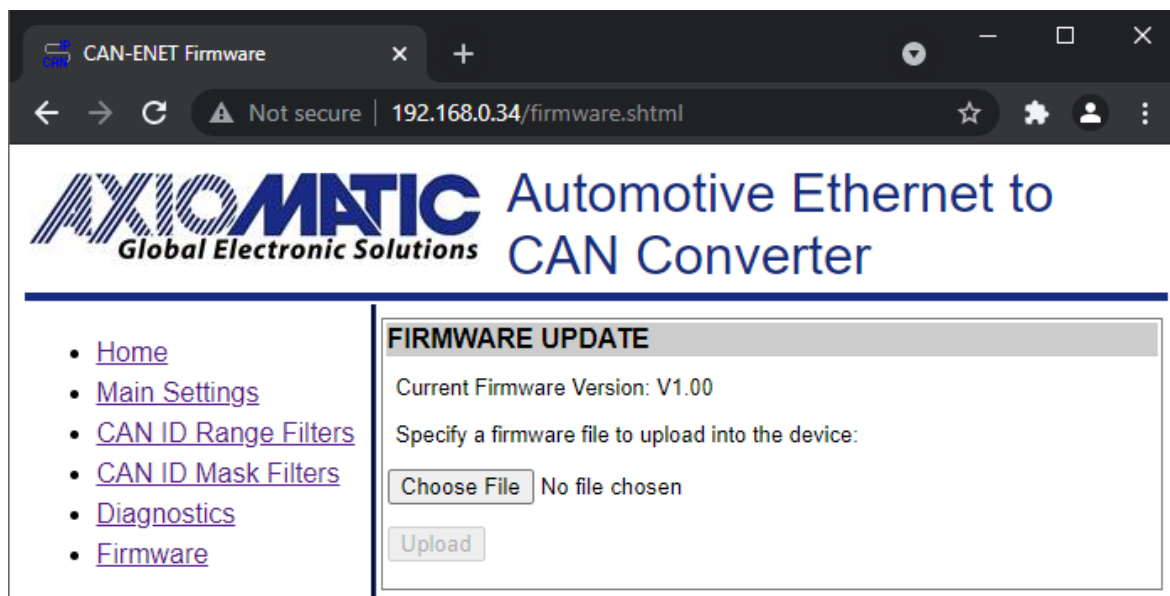 IP
CAN
CAN-ENET Firmware
Not secure 192.168.0.34/firmware.shtml
AXIOMATIC
Global Electronic Solutions
Automotive Ethernet to
CAN Converter
Home
Main Settings
CAN ID Range Filters
CAN ID Mask Filters
Diagnostics
Firmware
FIRMWARE UPDATE
Current Firmware Version: V1.00
Specify a firmware file to upload into the device:
Choose File No file chosen
Upload